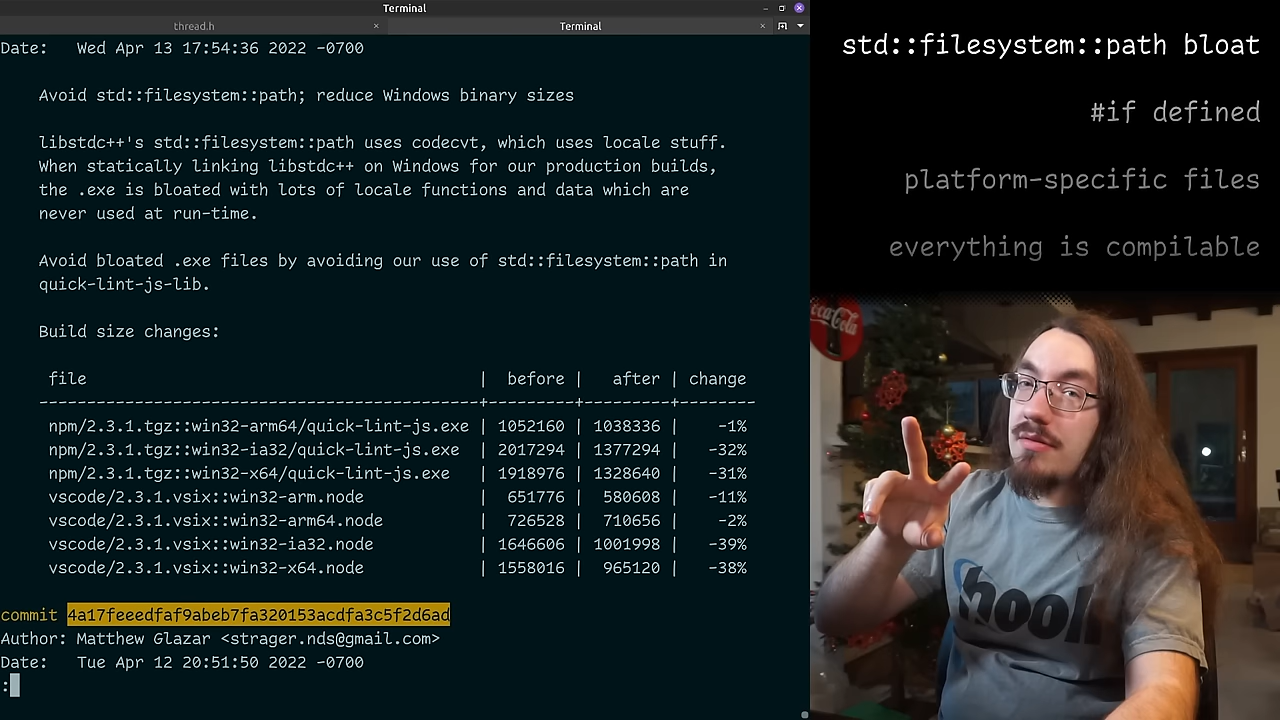 Terminal
thread.h
Terminal
Date:   Wed Apr 13 17:54:36 2022 -0700
Avoid std::filesystem::path; reduce Windows binary sizes
libstdc++'s std::filesystem::path uses codecvt, which uses locale stuff.
When statically linking libstdc++ on Windows for our production builds,
the .exe is bloated with lots of locale functions and data which are
never used at run-time.
Avoid bloated .exe files by avoiding our use of std::filesystem::path in
quick-lint-js-lib.
Build size changes:
file | before | after | change
----------------------------------------------+---------+---------+--------
npm/2.3.1.tgz::win32-arm64/quick-lint-js.exe | 1052160 | 1038336 | -1%
npm/2.3.1.tgz::win32-ia32/quick-lint-js.exe | 2017294 | 1377294 | -32%
npm/2.3.1.tgz::win32-x64/quick-lint-js.exe | 1918976 | 1328640 | -31%
vscode/2.3.1.vsix::win32-arm.node | 651776 | 580608 | -11%
vscode/2.3.1.vsix::win32-arm64.node | 726528 | 710656 | -2%
vscode/2.3.1.vsix::win32-ia32.node | 1646606 | 1001998 | -39%
vscode/2.3.1.vsix::win32-x64.node | 1558016 | 965120 | -38%
commit 4a17feeedfaf9abeb7fa320153acdfa3c5f2d6ad
Author: Matthew Glazar <strager.nds@gmail.com>
Date:   Tue Apr 12 20:51:50 2022 -0700
:
std::filesystem::path bloat
#if defined
platform-specific files
everything is compilable
Coca-Cola
hool